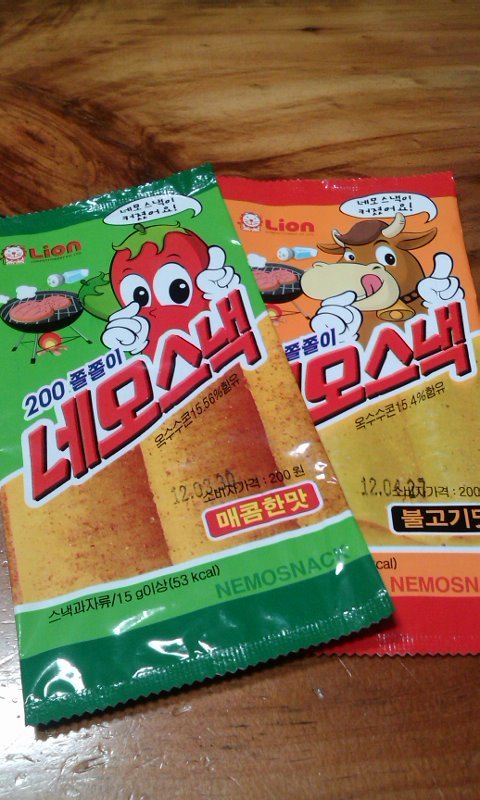 네모스낵이
커졌어요!
Lion
200 쫄쫄이
네모스낵
옥수수콘15.56%함유
12.03.30
소비자가격 : 200원
매콤한맛
스낵과자류/15g이상(53 kcal)
NEMOSNACK
네모스낵이
커졌어요!
Lion
쫄쫄이
모스낵
옥수수콘15.4%함유
12.04.27
소비자가격 : 200
불고기맛
cal)
NEMOSN